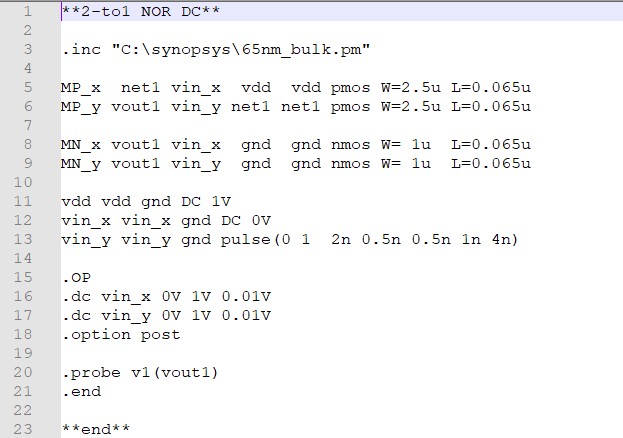 1 **2-to1 NOR DC**
2
3 .inc "C:\synopsys\65nm_bulk.pm"
4
5 MP_x  net1 vin_x  vdd  vdd pmos W=2.5u L=0.065u
6 MP_y vout1 vin_y net1 net1 pmos W=2.5u L=0.065u
7
8 MN_x vout1 vin_x  gnd  gnd nmos W= 1u  L=0.065u
9 MN_y vout1 vin_y  gnd  gnd nmos W= 1u  L=0.065u
10
11 vdd vdd gnd DC 1V
12 vin_x vin_x gnd DC 0V
13 vin_y vin_y gnd pulse(0 1  2n 0.5n 0.5n 1n 4n)
14
15 .OP
16 .dc vin_x 0V 1V 0.01V
17 .dc vin_y 0V 1V 0.01V
18 .option post
19
20 .probe v1(vout1)
21 .end
22
23 **end**